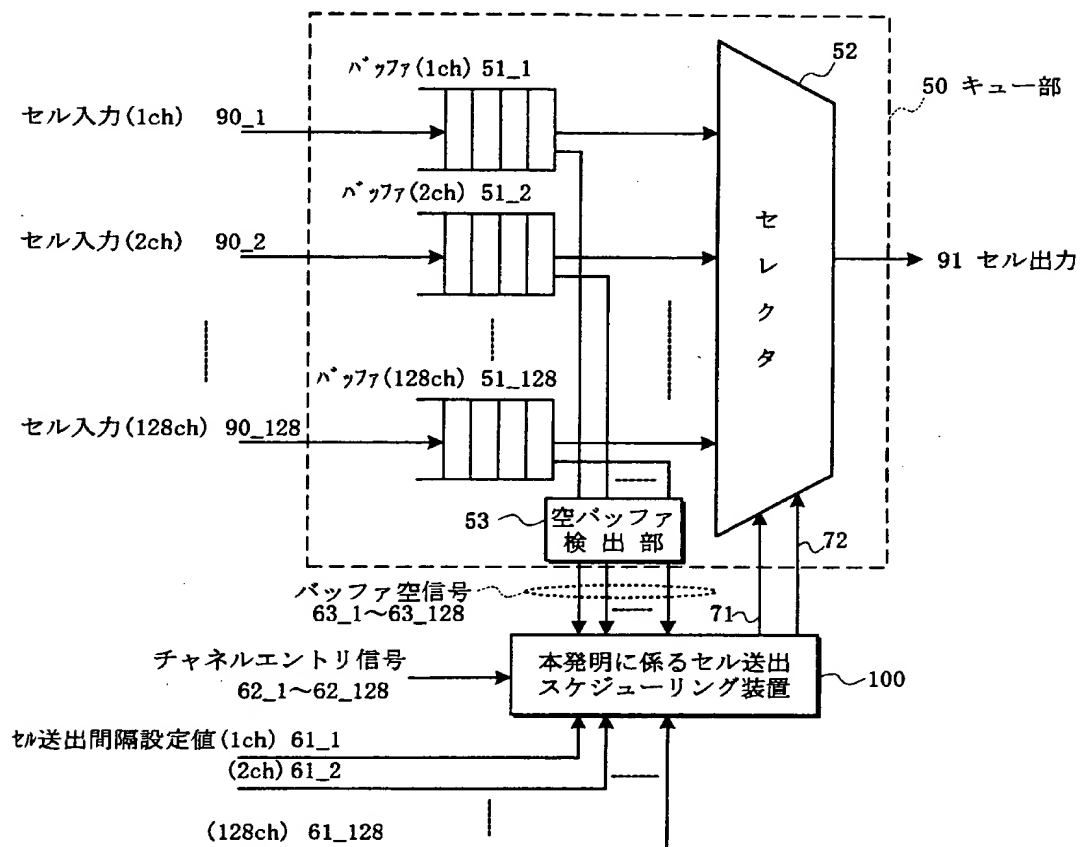 バッファ(1ch) 51_1
52
50 キュー部
セル入力(1ch) 90_1
バッファ(2ch) 51_2
セル入力(2ch) 90_2
セレクタ
91 セル出力
バッファ(128ch) 51_128
セル入力(128ch) 90_128
53
空バッファ
検出部
72
バッファ空信号
63_1～63_128
71
チャネルエントリ信号
62_1～62_128
本発明に係るセル送出
スケジューリング装置
100
セル送出間隔設定値(1ch) 61_1
(2ch) 61_2
(128ch) 61_128